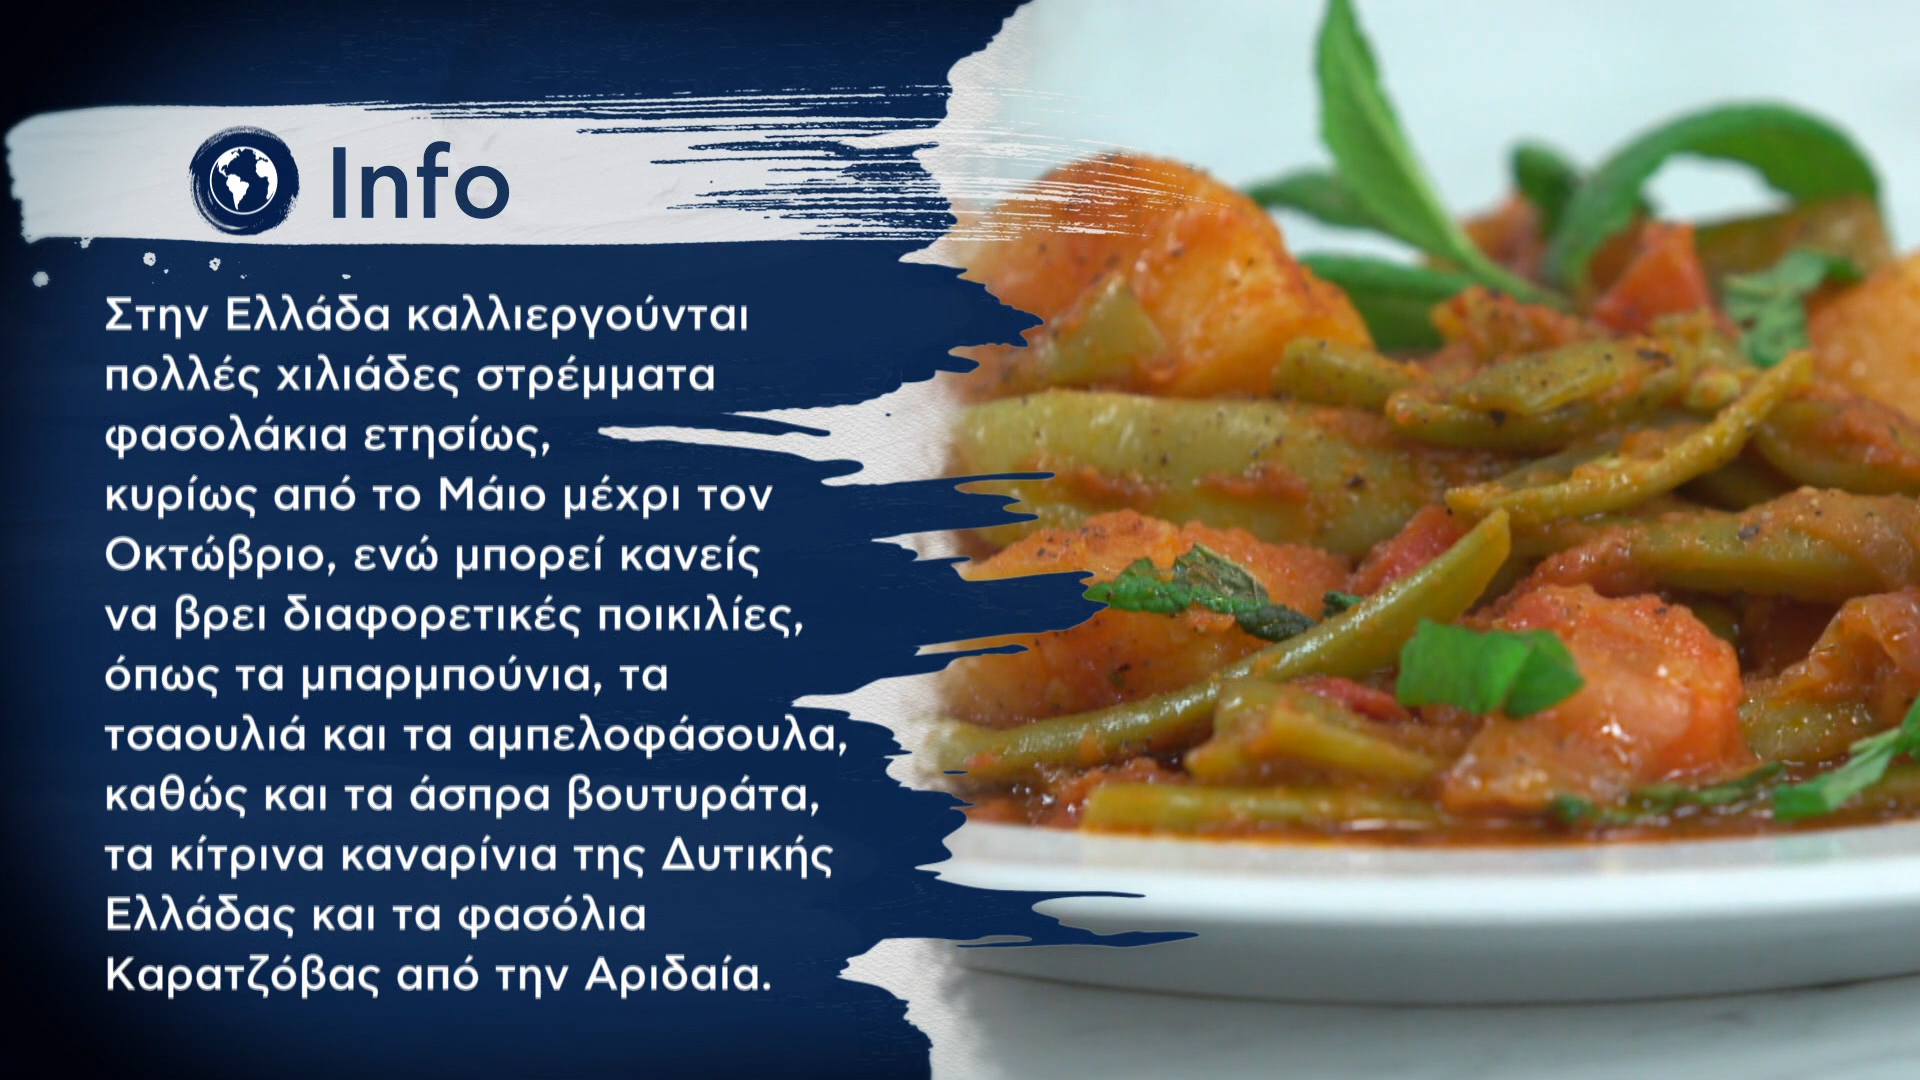 Info
Στην Ελλάδα καλλιεργούνται
πολλές χιλιάδες στρέμματα
φασολάκια ετησίως,
κυρίως από το Μάιο μέχρι τον
Οκτώβριο, ενώ μπορεί κανείς
να βρει διαφορετικές ποικιλίες,
όπως τα μπαρμπούνια, τα
τσαουλιά και τα αμπελοφάσουλα,
καθώς και τα άσπρα βουτυράτα,
τα κίτρινα καναρίνια της Δυτικής
Ελλάδας και τα φασόλια
Καρατζόβας από την Αριδαία.